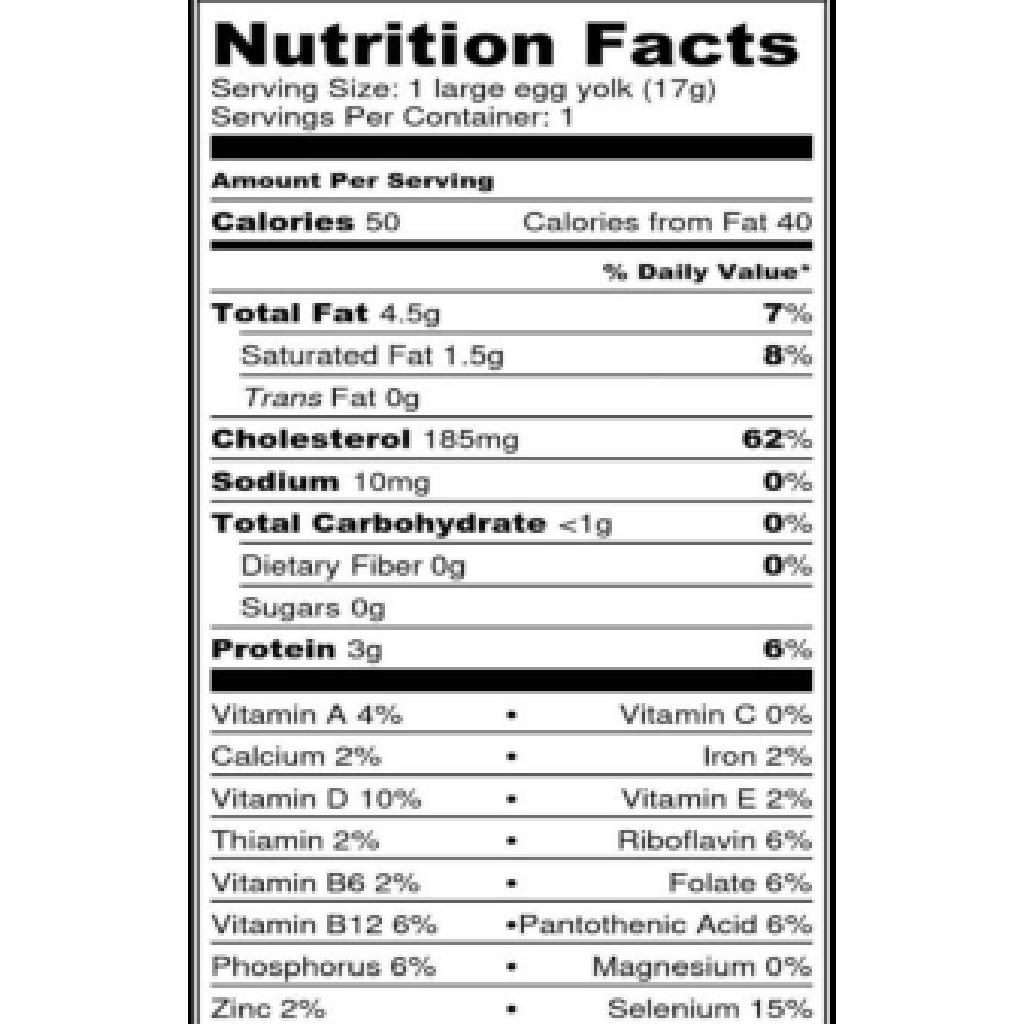 Nutrition Facts
Serving Size: 1 large egg yolk (17g)
Servings Per Container: 1
Amount Per Serving
Calories 50 Calories from Fat 40
% Daily Value*
Total Fat 4.5g 7%
Saturated Fat 1.5g 8%
Trans Fat 0g
Cholesterol 185mg 62%
Sodium 10mg 0%
Total Carbohydrate <1g 0%
Dietary Fiber 0g 0%
Sugars 0g
Protein 3g 6%
Vitamin A 4% • Vitamin C 0%
Calcium 2% • Iron 2%
Vitamin D 10% • Vitamin E 2%
Thiamin 2% • Riboflavin 6%
Vitamin B6 2% • Folate 6%
Vitamin B12 6% •Pantothenic Acid 6%
Phosphorus 6% • Magnesium 0%
Zinc 2% • Selenium 15%